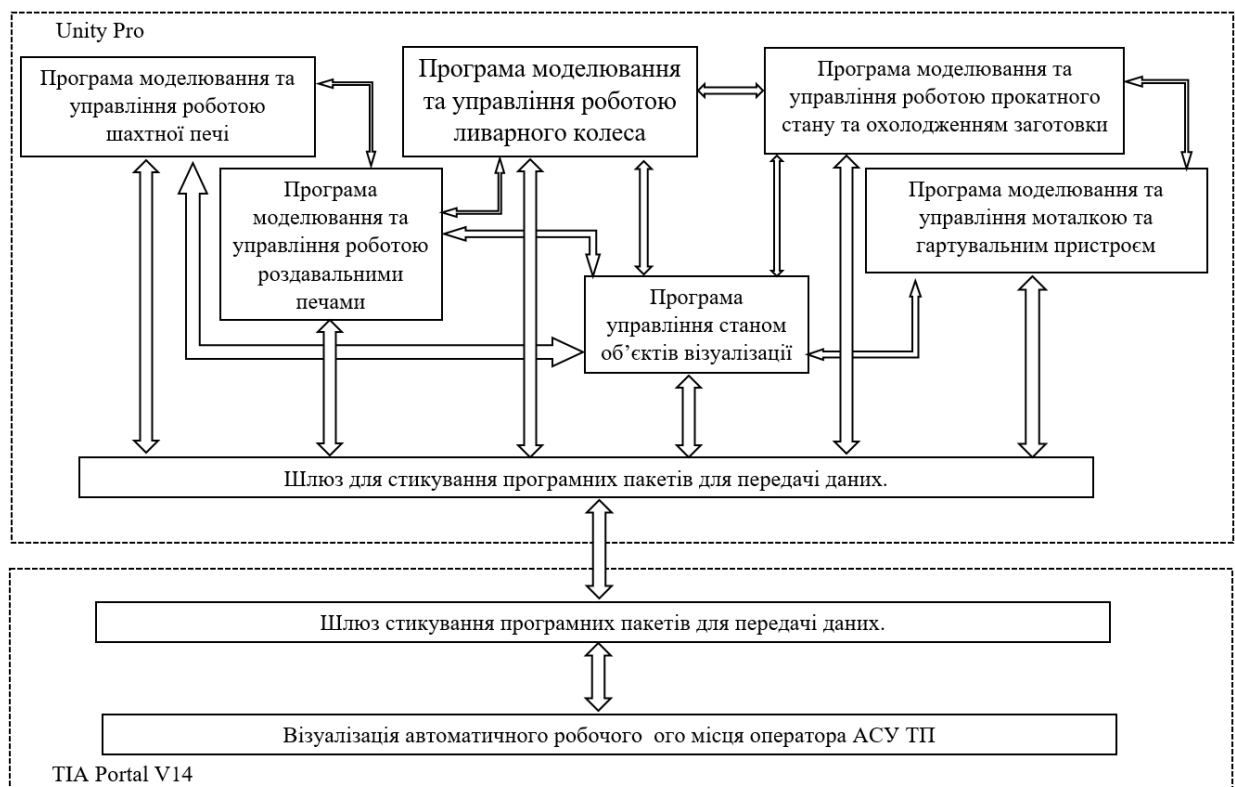 Unity Pro
Програма моделювання та
управління роботою
шахтної печі
Програма моделювання
та управління роботою
ливарного колеса
Програма моделювання та
управління роботою прокатного
стану та охолодженням заготовки
Програма
моделювання та
управління роботою
роздавальними
печами
Програма моделювання та
управління моталкою та
гартувальним пристроєм
Програма
управління станом
об’єктів візуалізації
Шлюз для стикування програмних пакетів для передачі даних.
Шлюз стикування програмних пакетів для передачі даних.
Візуалізація автоматичного робочого  ого місця оператора АСУ ТП
TIA Portal V14